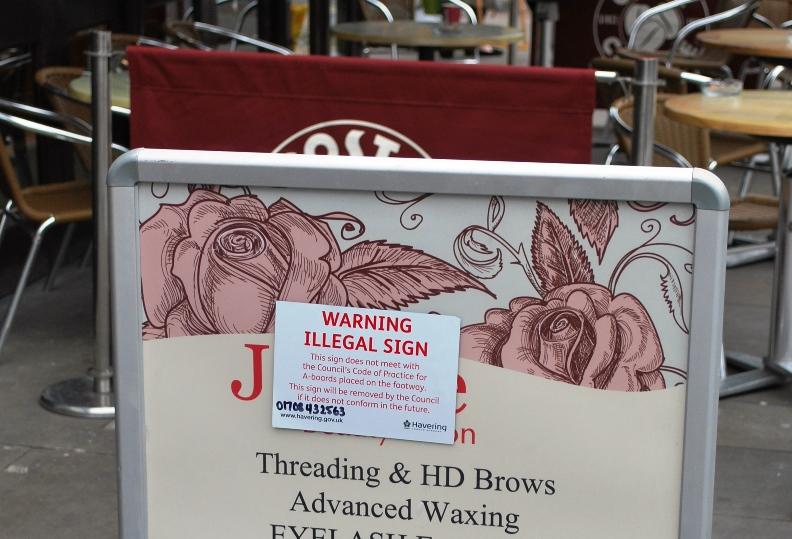 WARNING
ILLEGAL SIGN
This sign does not meet with
the Council's Code of Practice for
A-boards placed on the footway.
This sign will be removed by the Council
if it does not conform in the future.
01708 432563
www.havering.gov.uk
Havering
Threading & HD Brows
Advanced Waxing